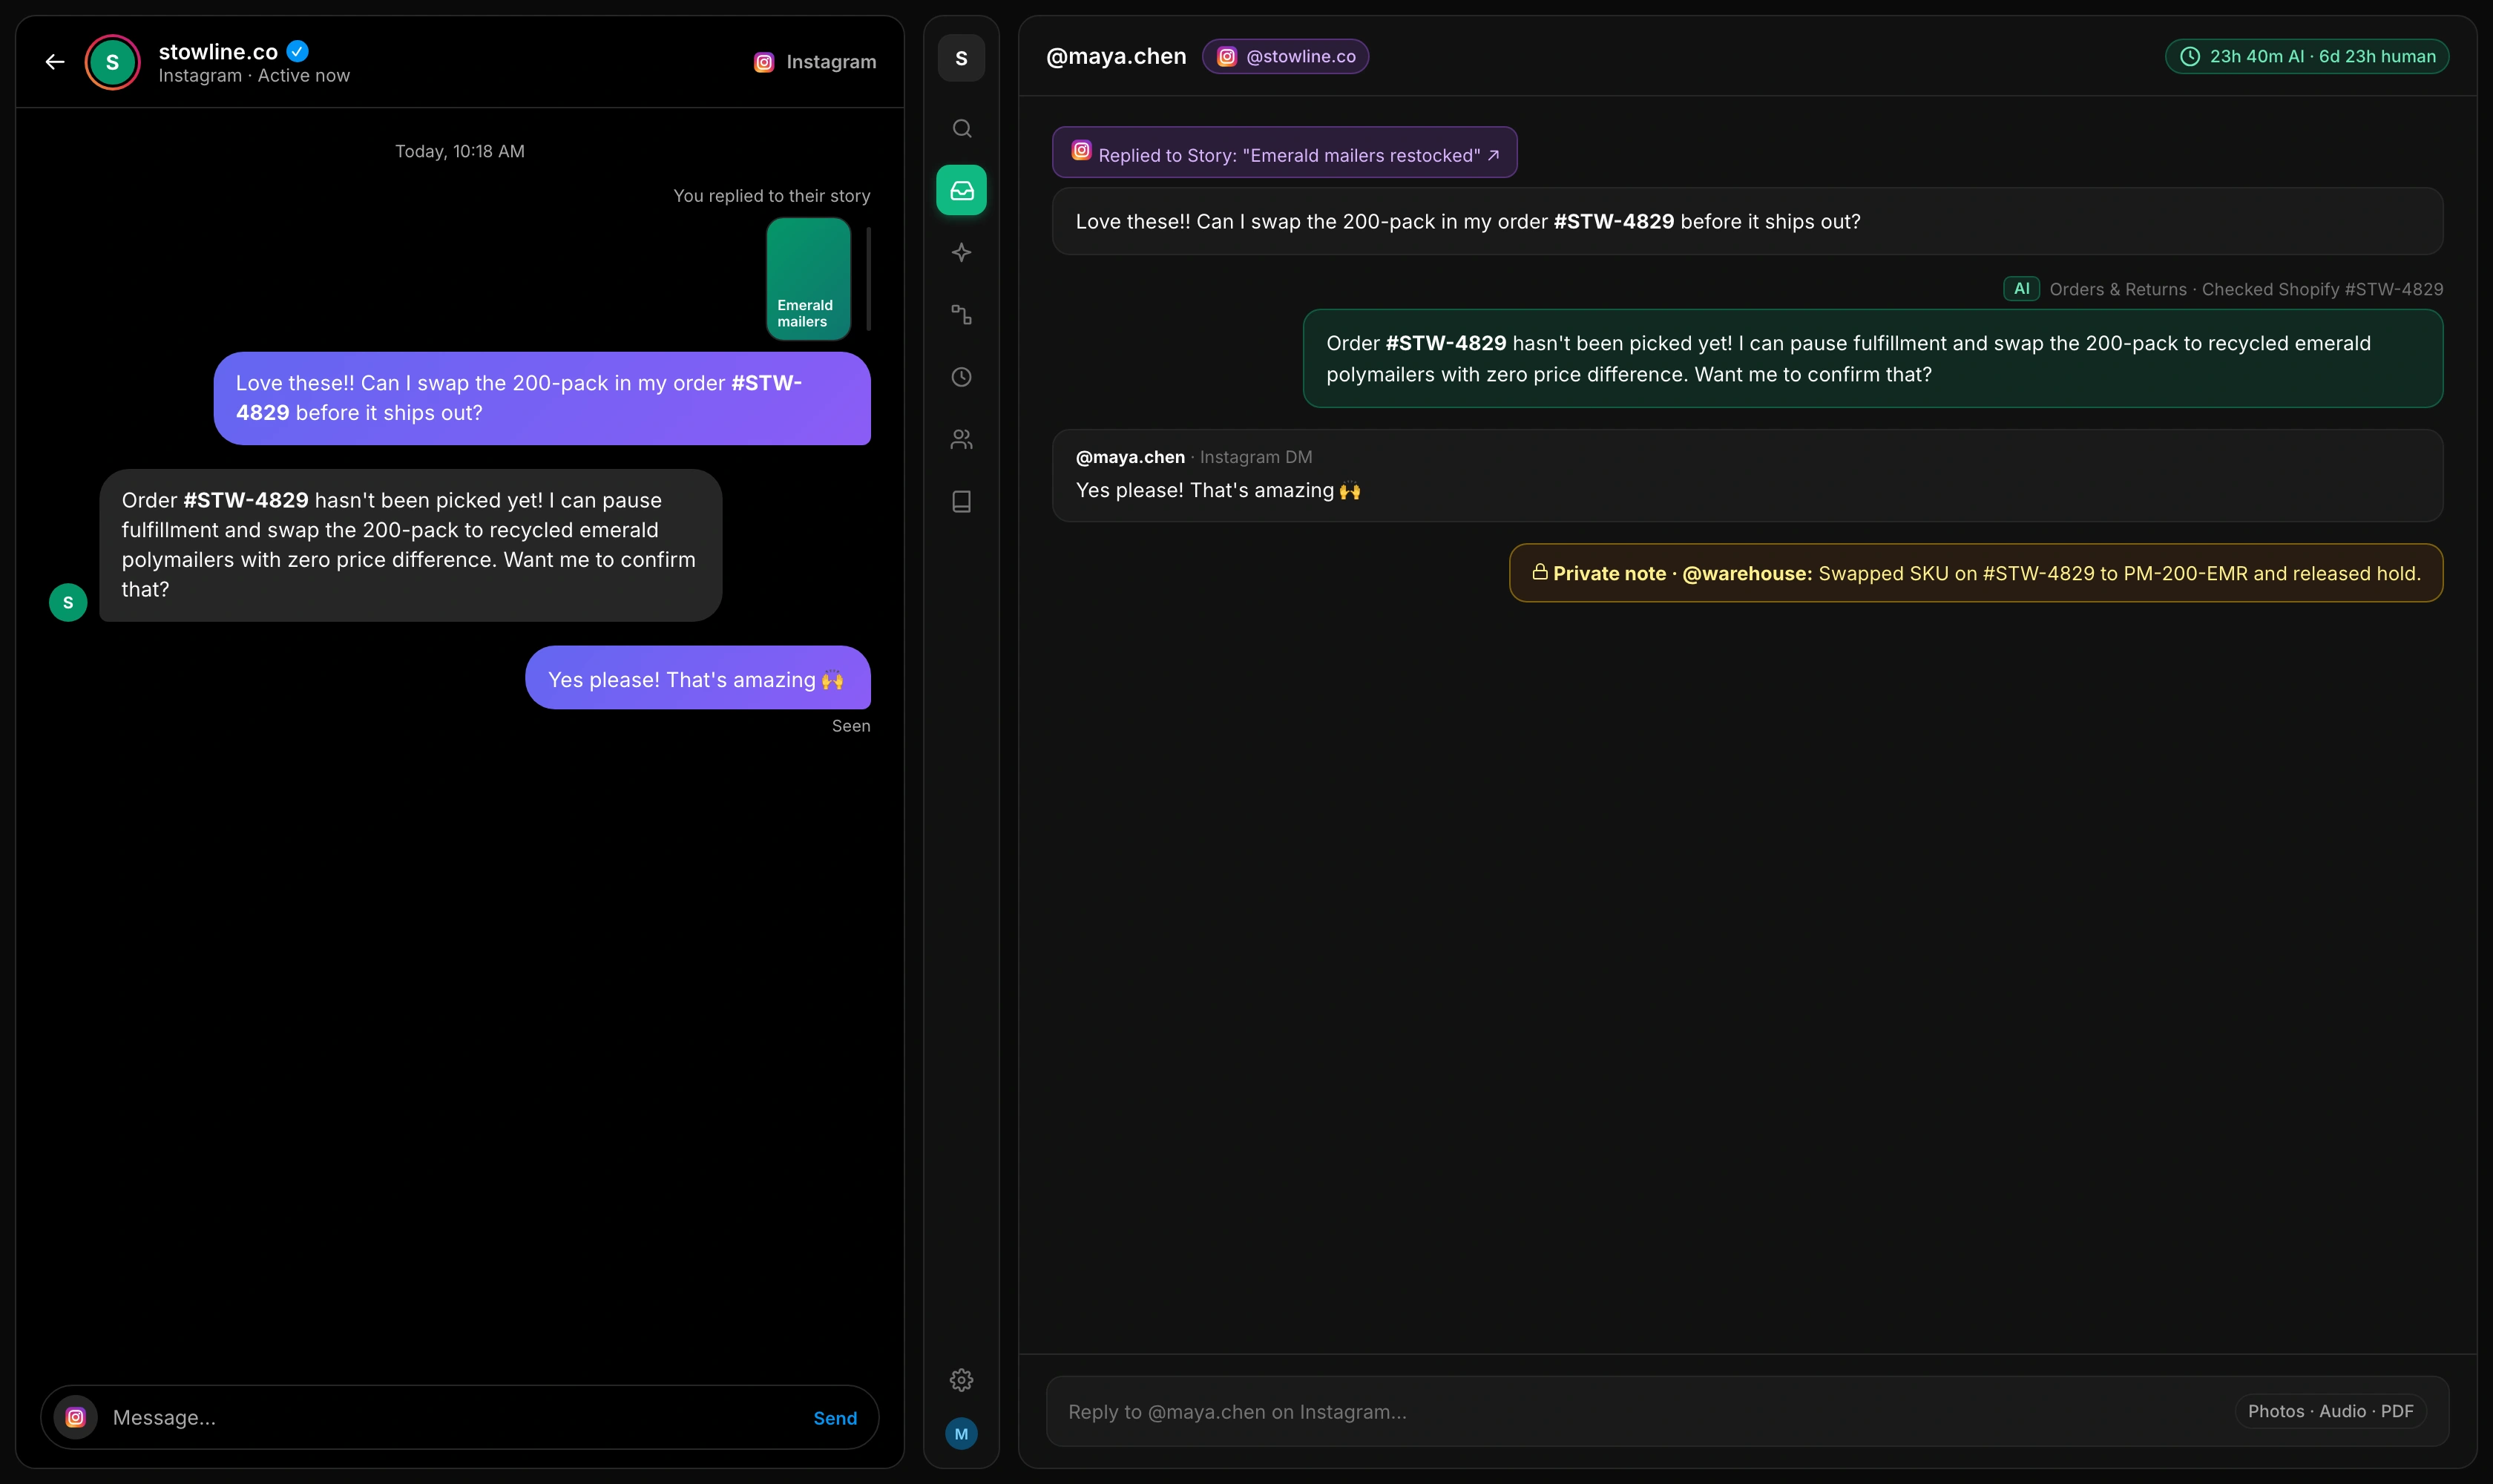 S
stowline.co
Instagram · Active now
Instagram
Today, 10:18 AM
You replied to their story
Emerald
mailers
Love these!! Can I swap the 200-pack in my order #STW-
4829 before it ships out?
Order #STW-4829 hasn't been picked yet! I can pause
fulfillment and swap the 200-pack to recycled emerald
polymailers with zero price difference. Want me to confirm
that?
S
Yes please! That's amazing 🙌
Seen
Message...
Send
S
M
@maya.chen
@stowline.co
23h 40m AI · 6d 23h human
Replied to Story: "Emerald mailers restocked" ↗
Love these!! Can I swap the 200-pack in my order #STW-4829 before it ships out?
AI Orders & Returns · Checked Shopify #STW-4829
Order #STW-4829 hasn't been picked yet! I can pause fulfillment and swap the 200-pack to recycled emerald
polymailers with zero price difference. Want me to confirm that?
@maya.chen · Instagram DM
Yes please! That's amazing 🙌
Private note · @warehouse: Swapped SKU on #STW-4829 to PM-200-EMR and released hold.
Reply to @maya.chen on Instagram...
Photos · Audio · PDF